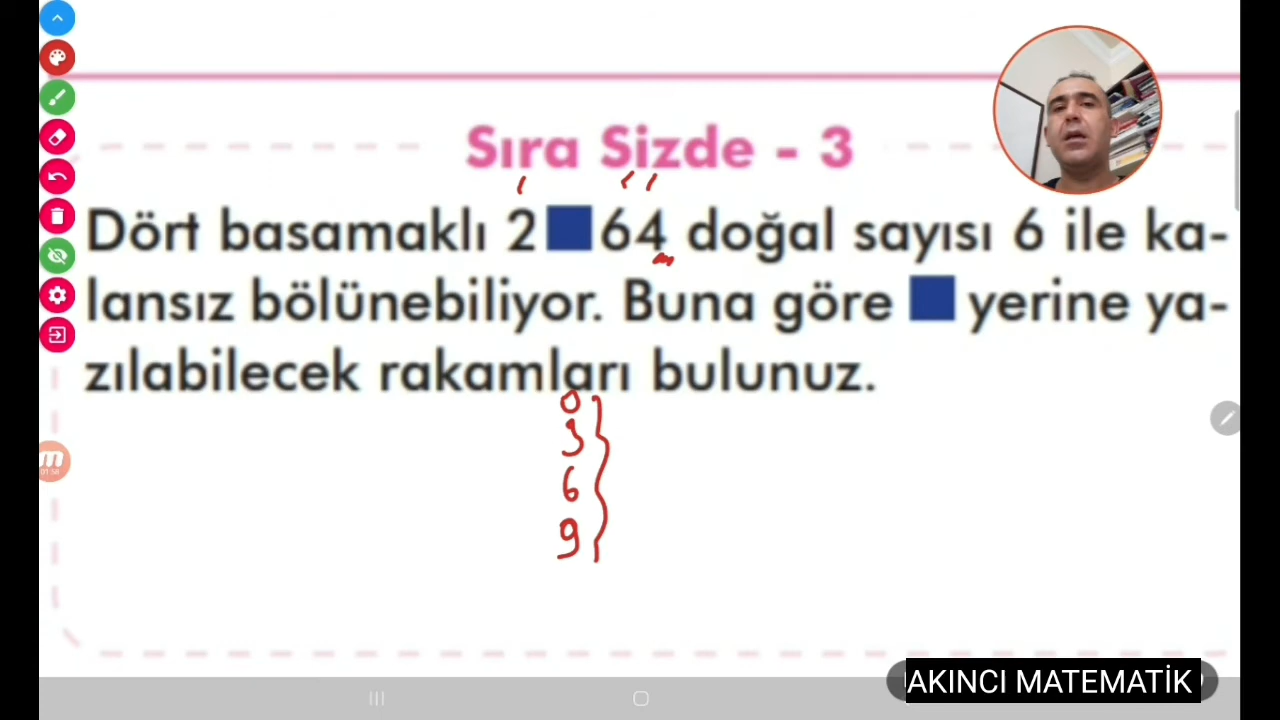 Sıra Sizde - 3
Dört basamaklı 2 64 doğal sayısı 6 ile ka-
lansız bölünebiliyor. Buna göre yerine ya-
zılabilecek rakamları bulunuz.
0
3
6
9
m
AKINCI MATEMATİK